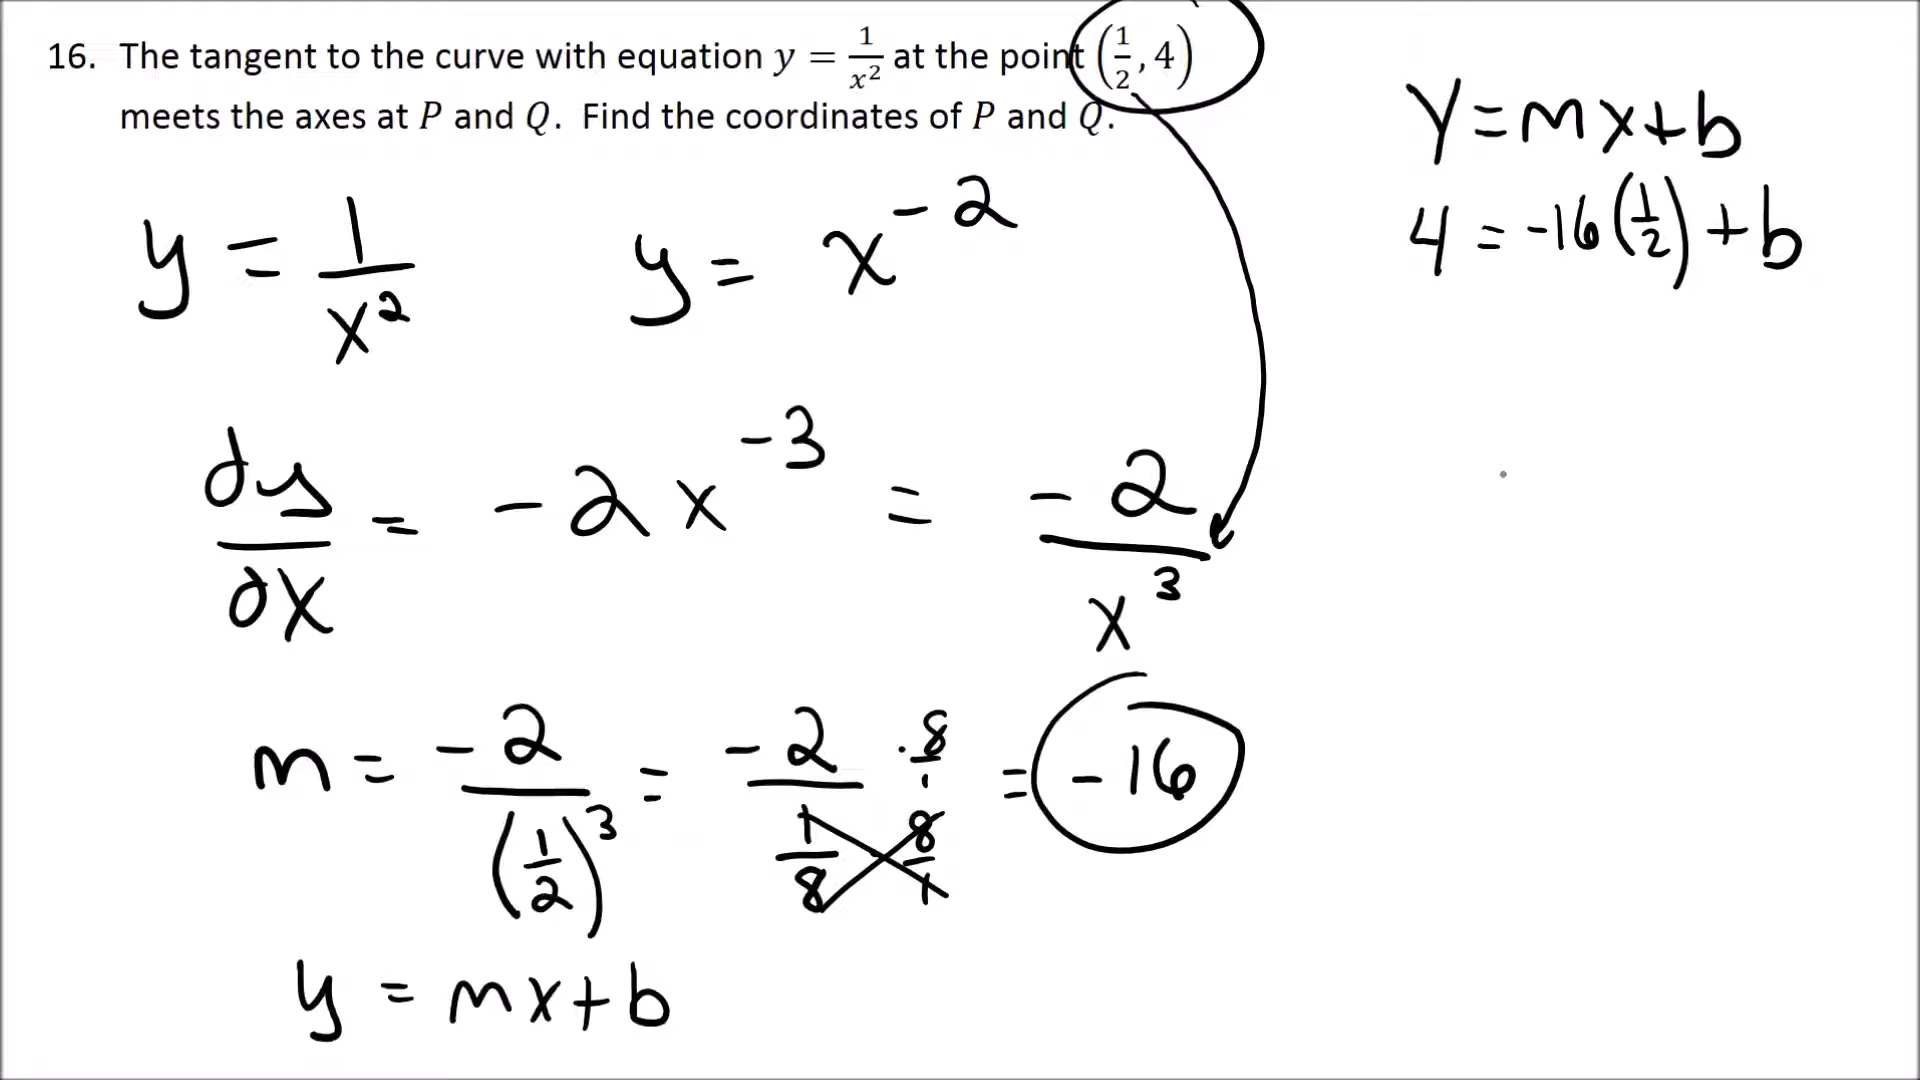 16. The tangent to the curve with equation y = 1/x² at the point (1/2, 4)
meets the axes at P and Q. Find the coordinates of P and Q.
y = 1/x²
y = x⁻²
dy/dx = -2x⁻³ = -2/x³
m = -2/(1/2)³ = -2/(1/8) · 8/1 / 8/1 = -16
y = mx+b
Y = mx+b
4 = -16(1/2) + b